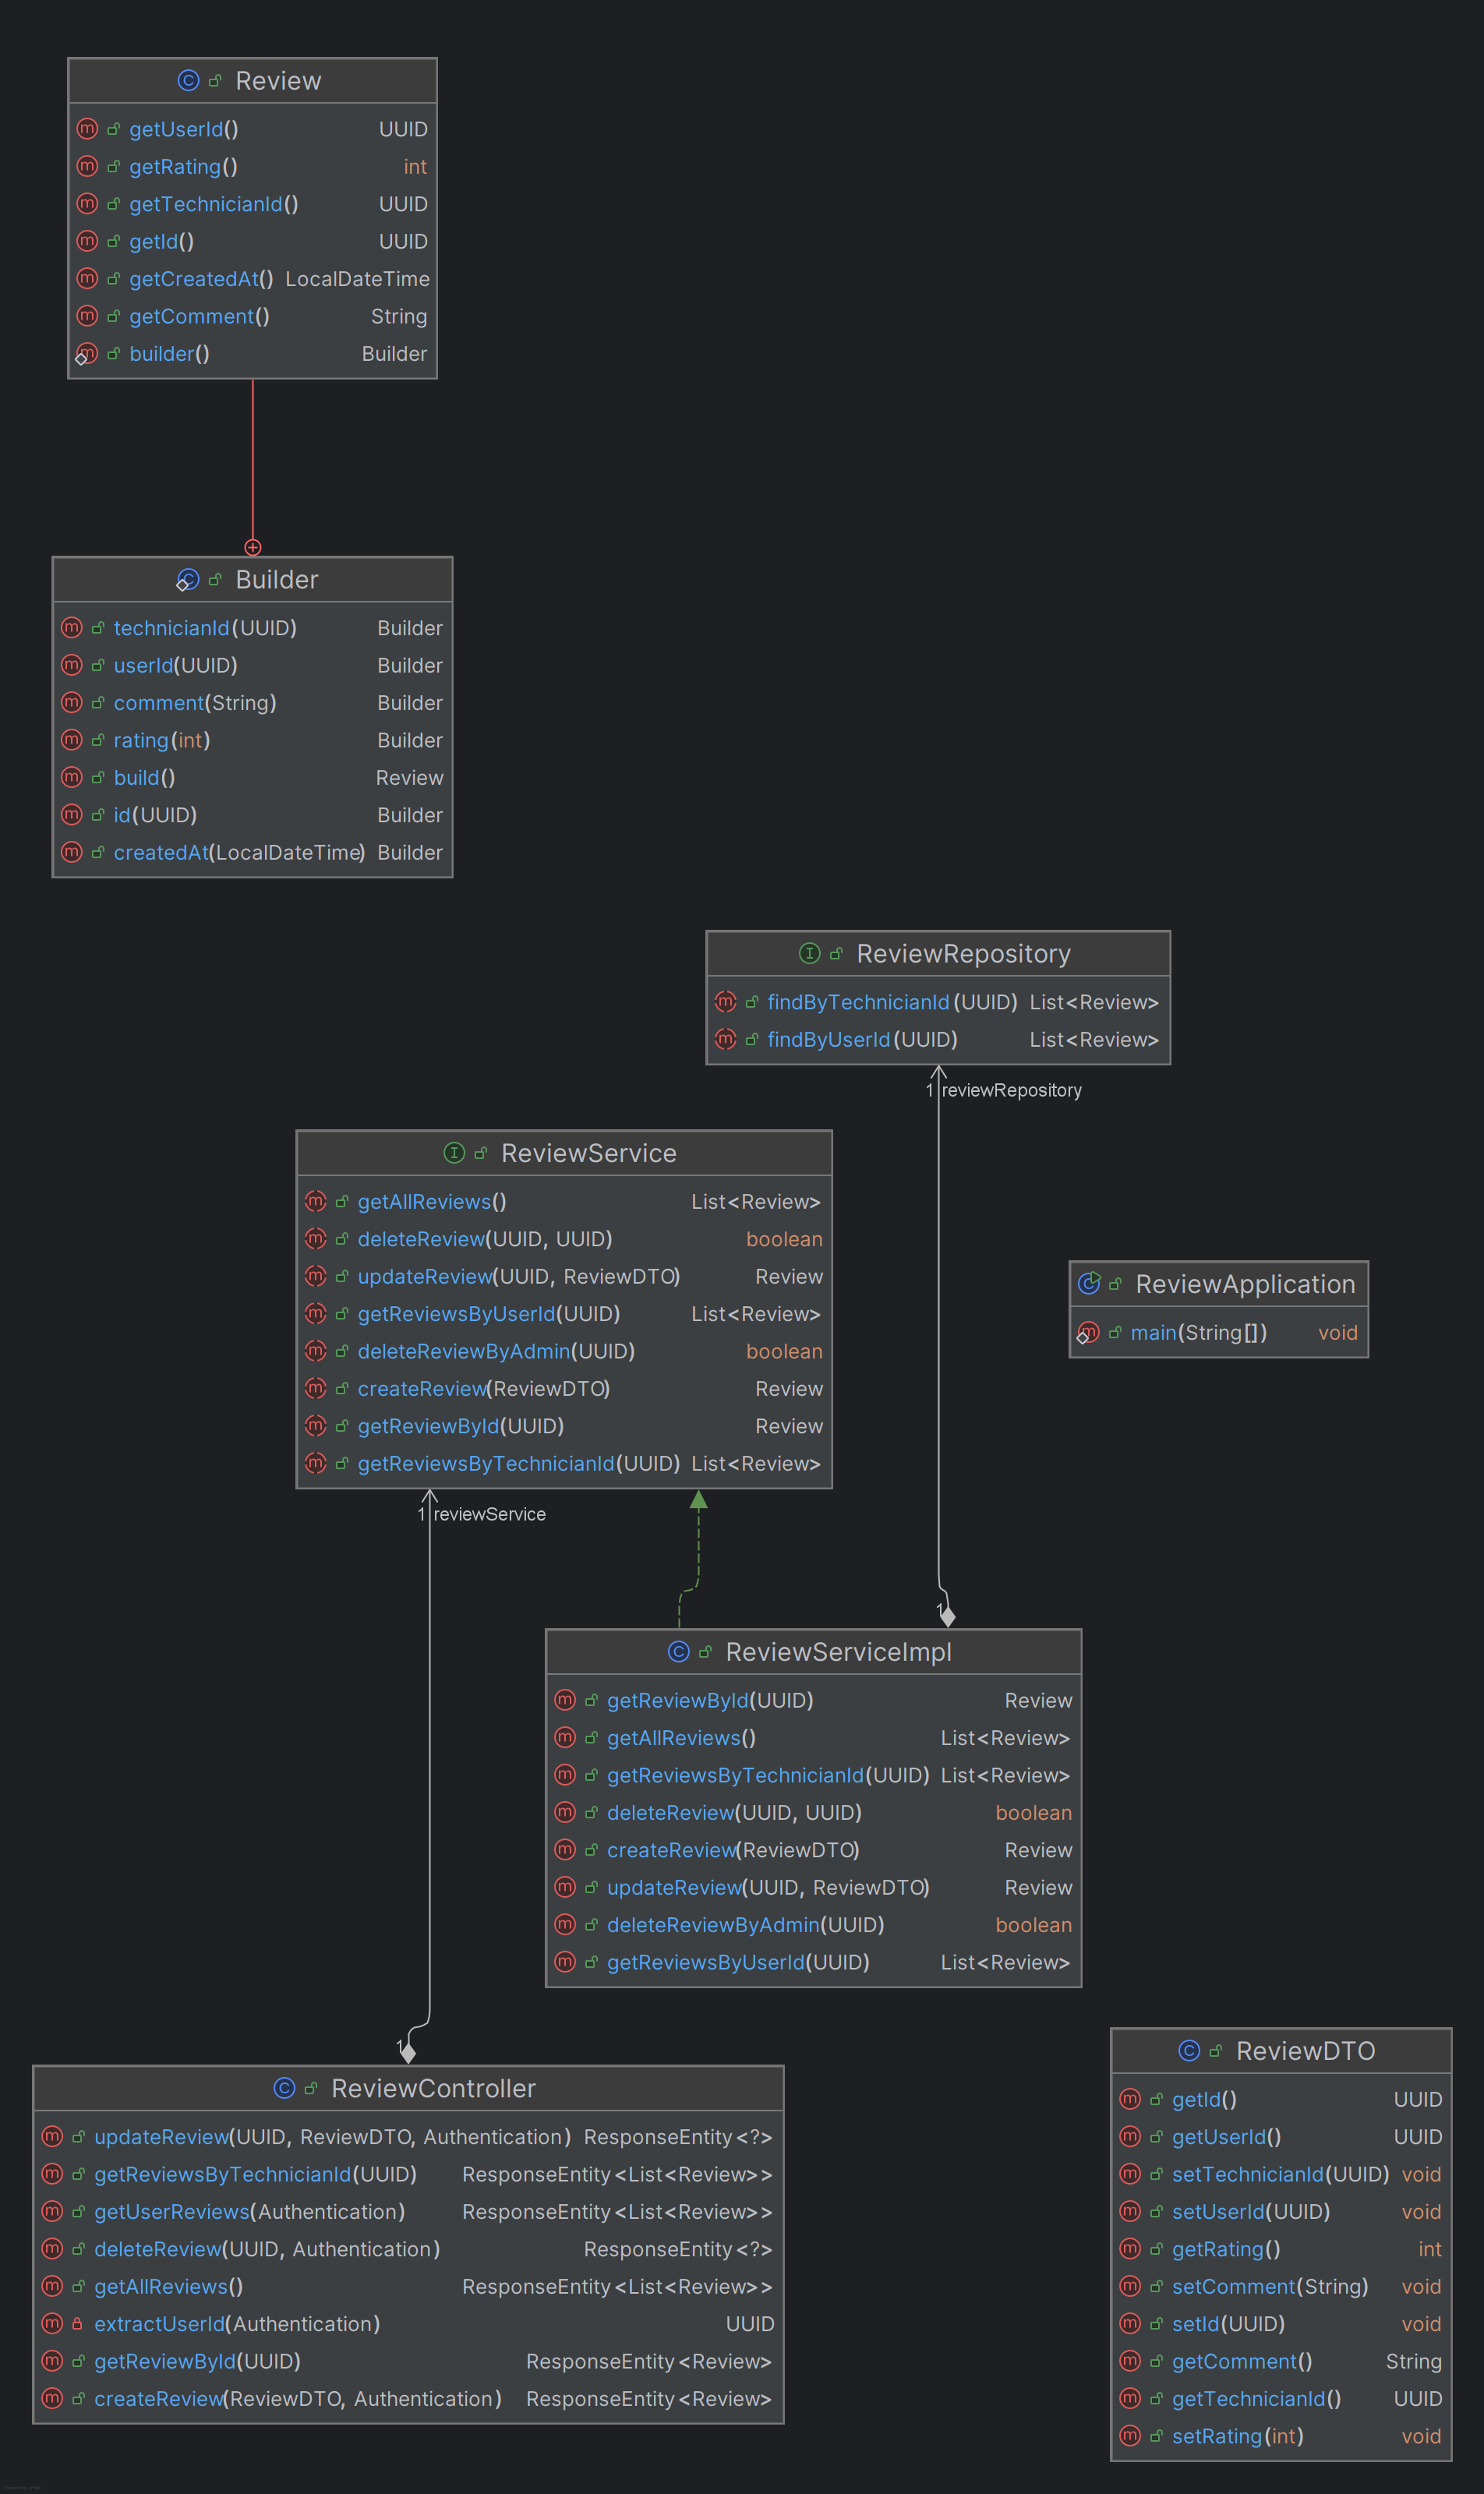 Review
getUserId() UUID
getRating() int
getTechnicianId() UUID
getId() UUID
getCreatedAt() LocalDateTime
getComment() String
builder() Builder
Builder
technicianId(UUID) Builder
userId(UUID) Builder
comment(String) Builder
rating(int) Builder
build() Review
id(UUID) Builder
createdAt(LocalDateTime) Builder
ReviewRepository
findByTechnicianId(UUID) List<Review>
findByUserId(UUID) List<Review>
1 reviewRepository
ReviewService
getAllReviews() List<Review>
deleteReview(UUID, UUID) boolean
updateReview(UUID, ReviewDTO) Review
getReviewsByUserId(UUID) List<Review>
deleteReviewByAdmin(UUID) boolean
createReview(ReviewDTO) Review
getReviewById(UUID) Review
getReviewsByTechnicianId(UUID) List<Review>
1 reviewService
ReviewApplication
main(String[]) void
1
ReviewServiceImpl
getReviewById(UUID) Review
getAllReviews() List<Review>
getReviewsByTechnicianId(UUID) List<Review>
deleteReview(UUID, UUID) boolean
createReview(ReviewDTO) Review
updateReview(UUID, ReviewDTO) Review
deleteReviewByAdmin(UUID) boolean
getReviewsByUserId(UUID) List<Review>
1
ReviewController
updateReview(UUID, ReviewDTO, Authentication) ResponseEntity<?>
getReviewsByTechnicianId(UUID) ResponseEntity<List<Review>>
getUserReviews(Authentication) ResponseEntity<List<Review>>
deleteReview(UUID, Authentication) ResponseEntity<?>
getAllReviews() ResponseEntity<List<Review>>
extractUserId(Authentication) UUID
getReviewById(UUID) ResponseEntity<Review>
createReview(ReviewDTO, Authentication) ResponseEntity<Review>
ReviewDTO
getId() UUID
getUserId() UUID
setTechnicianId(UUID) void
setUserId(UUID) void
getRating() int
setComment(String) void
setId(UUID) void
getComment() String
getTechnicianId() UUID
setRating(int) void